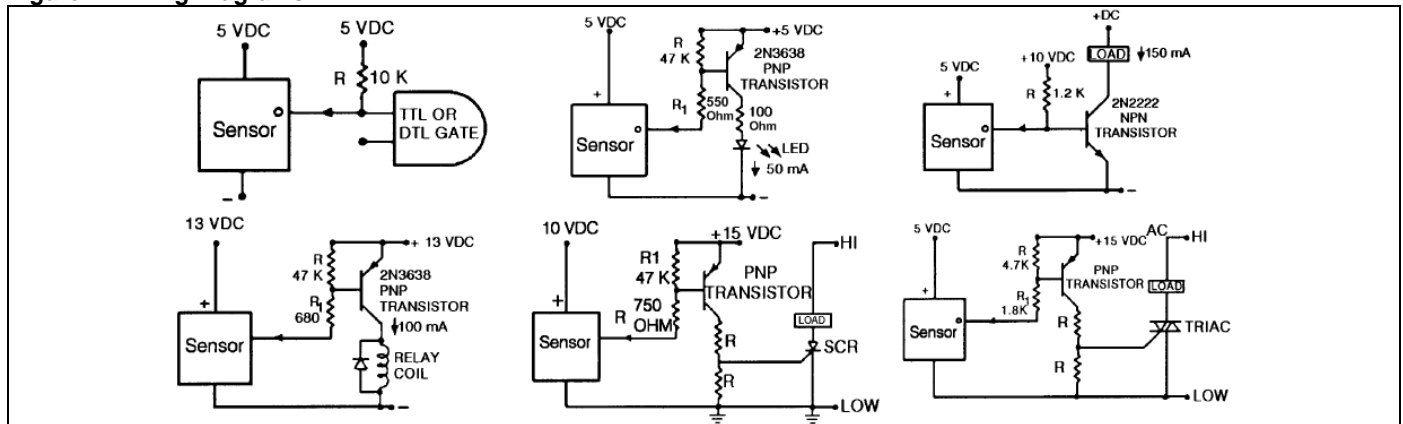 5 VDC
5 VDC
R
10 K
Sensor
TTL OR
DTL GATE
–
5 VDC
+5 VDC
R
47 K
2N3638
PNP
TRANSISTOR
+
R1
550
Ohm
100
Ohm
Sensor
LED
50 mA
–
+DC
LOAD
150 mA
5 VDC
+10 VDC
R
1.2 K
2N2222
NPN
TRANSISTOR
+
Sensor
–
13 VDC
+ 13 VDC
R
47 K
2N3638
PNP
TRANSISTOR
+
R1
680
100 mA
Sensor
RELAY
COIL
–
10 VDC
+15 VDC
HI
R1
47 K
PNP
TRANSISTOR
+
R
750
OHM
LOAD
Sensor
R
SCR
R
LOW
5 VDC
+15 VDC
AC
HI
R
4.7K
PNP
TRANSISTOR
+
R1
1.8K
LOAD
Sensor
R
TRIAC
R
LOW